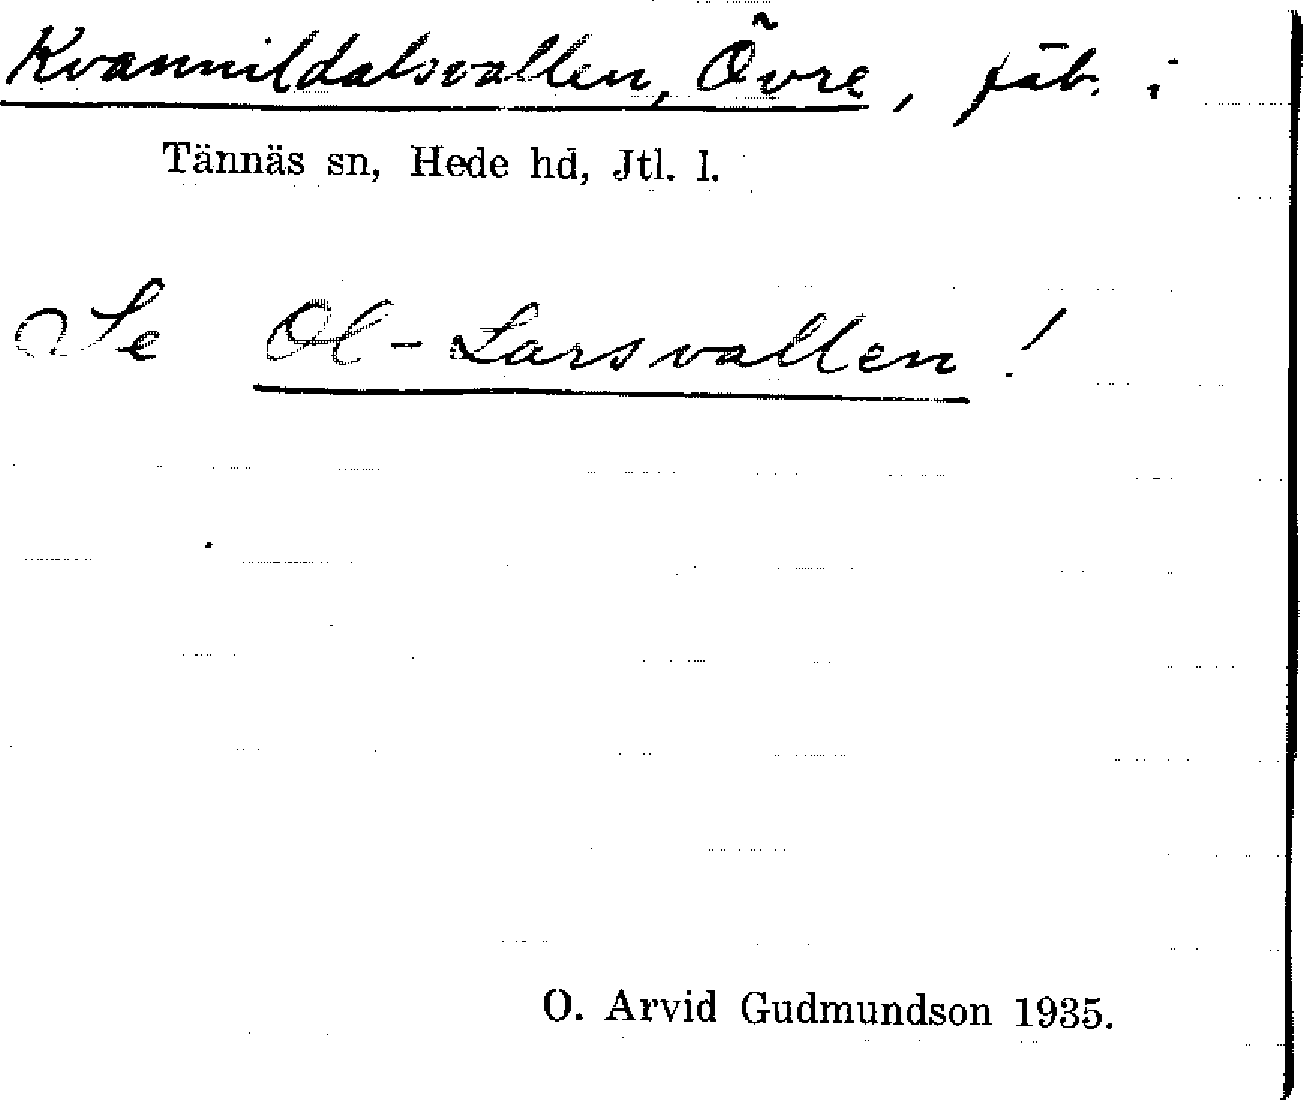 Kvannildalsvallen, Övre, fäb. i
Tännäs sn, Hede hd, Jtl. l.
Se Ol-Larsvallen!
O. Arvid Gudmundson 1935.